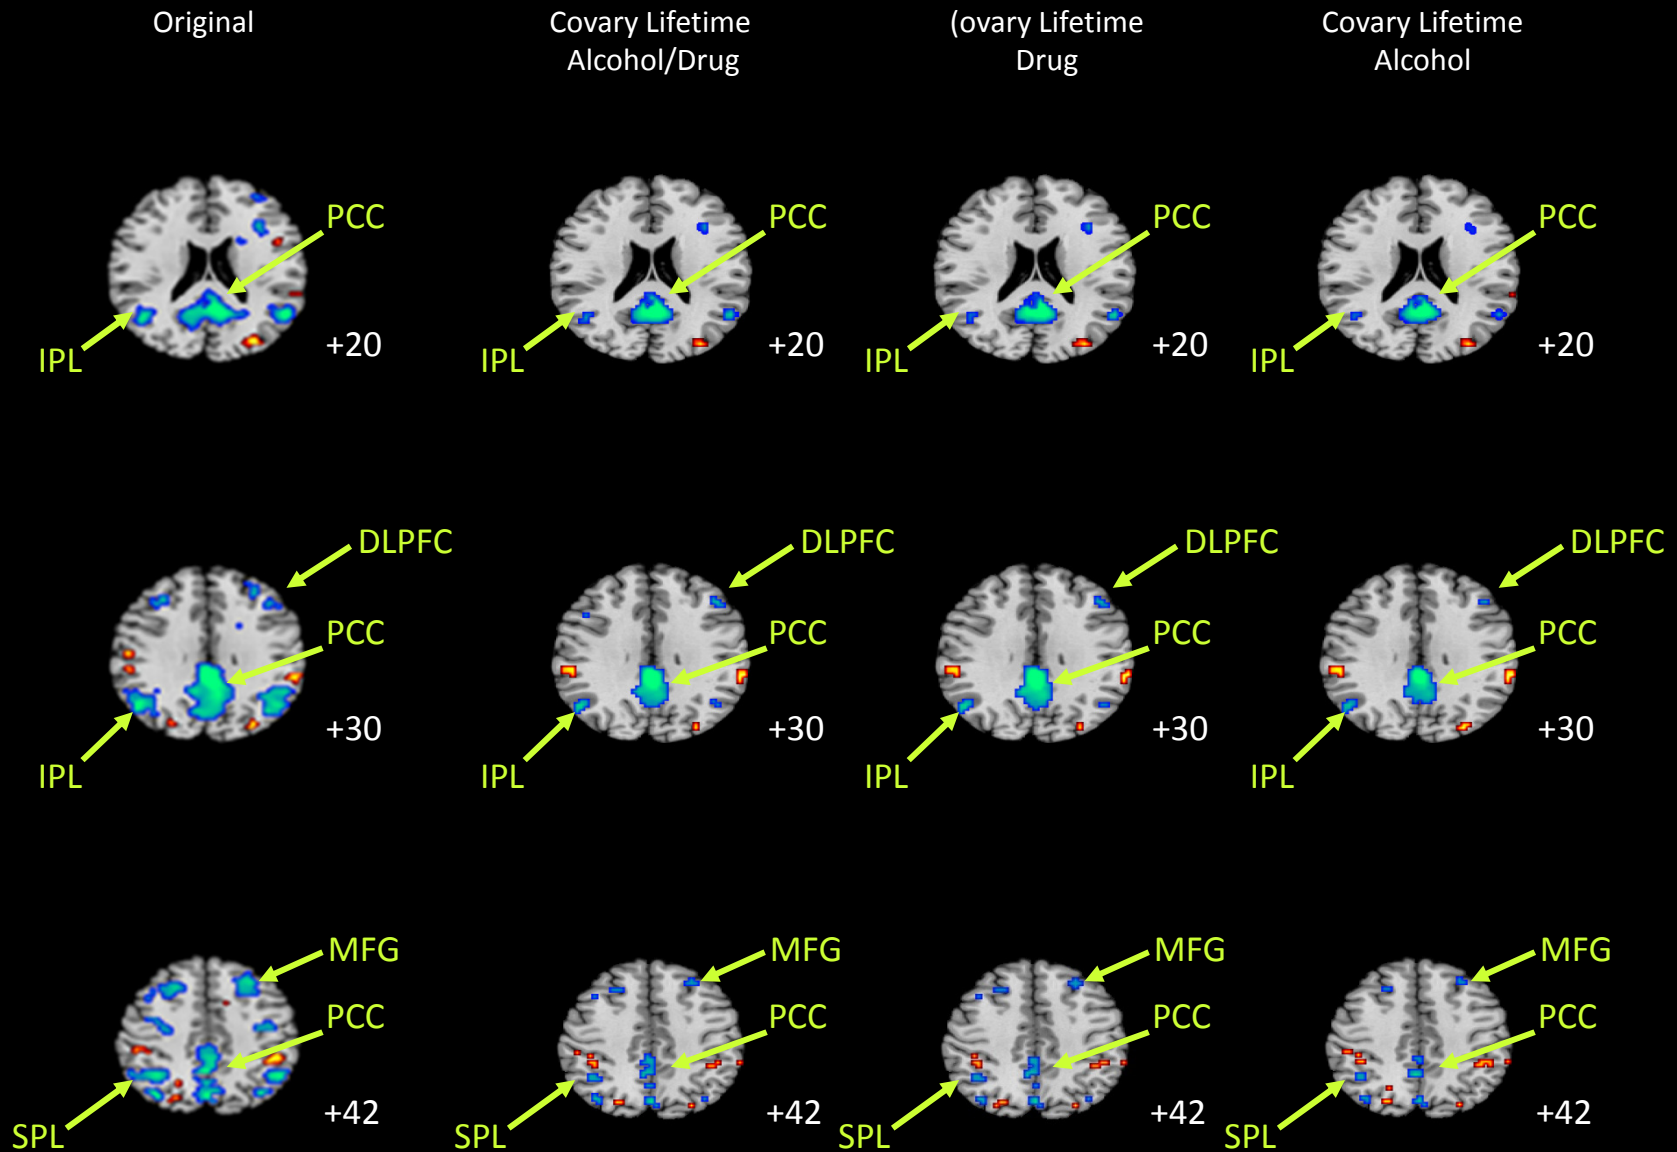 Original
Covary Lifetime
Alcohol/Drug
(ovary Lifetime
Drug
Covary Lifetime
Alcohol
PCC
IPL
+20
PCC
IPL
+20
PCC
IPL
+20
PCC
IPL
+20
DLPFC
PCC
IPL
+30
DLPFC
PCC
IPL
+30
DLPFC
PCC
IPL
+30
DLPFC
PCC
IPL
+30
MFG
PCC
SPL
+42
MFG
PCC
SPL
+42
MFG
PCC
SPL
+42
MFG
PCC
SPL
+42